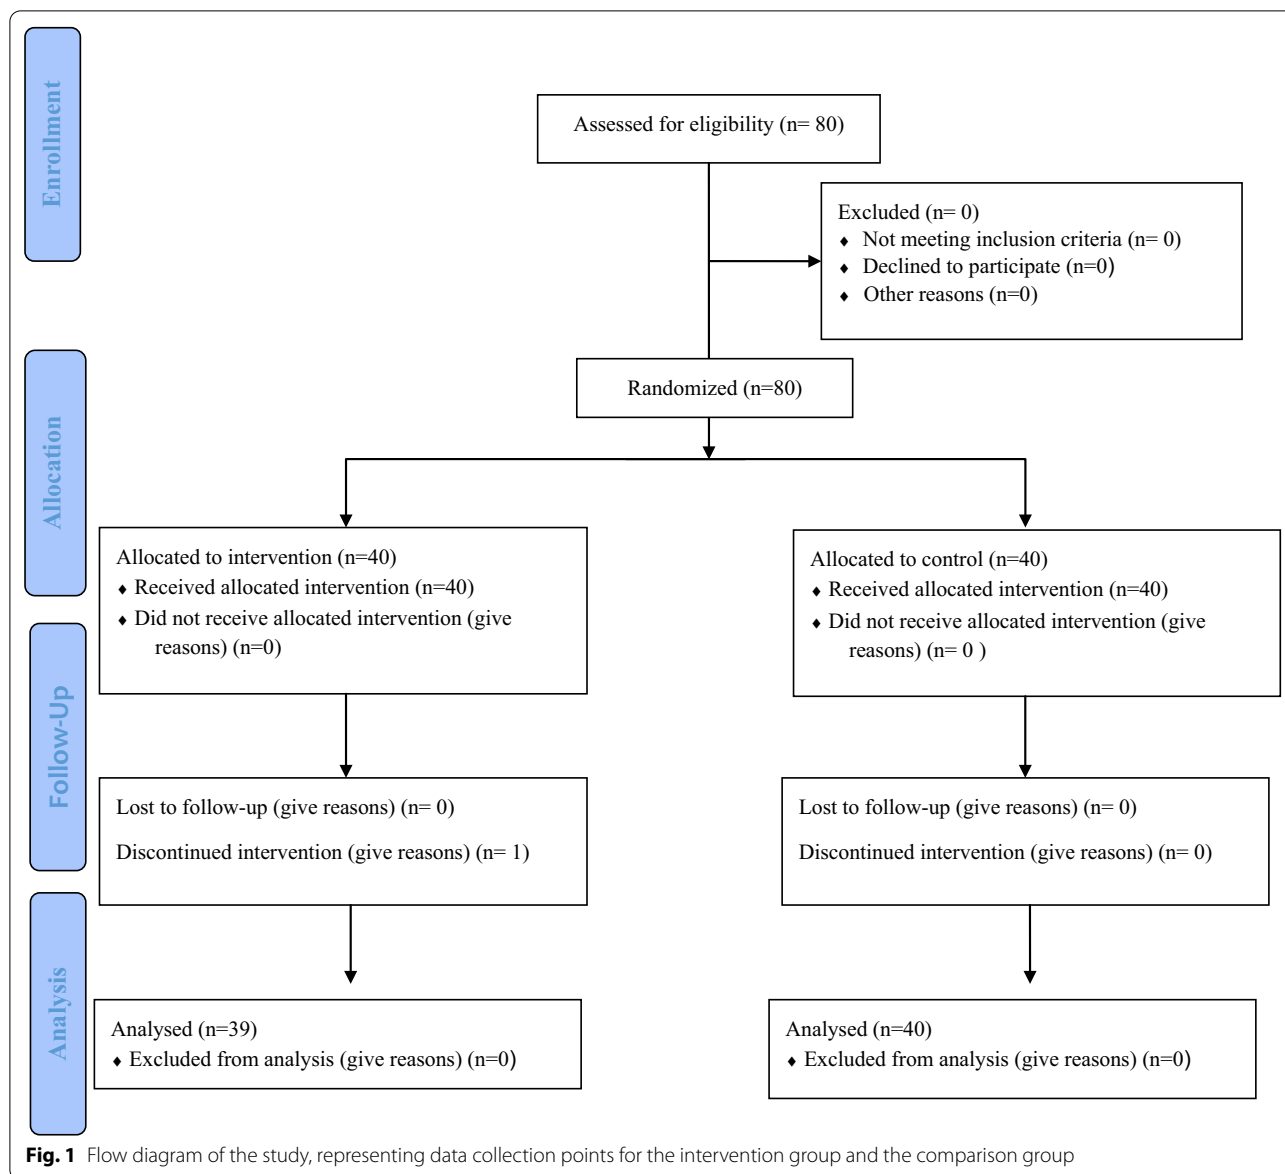 Enrollment
Assessed for eligibility (n= 80)
Excluded (n= 0)
♦ Not meeting inclusion criteria (n= 0)
♦ Declined to participate (n=0)
♦ Other reasons (n=0)
Randomized (n=80)
Allocation
Allocated to intervention (n=40)
♦ Received allocated intervention (n=40)
♦ Did not receive allocated intervention (give
reasons) (n=0)
Allocated to control (n=40)
♦ Received allocated intervention (n=40)
♦ Did not receive allocated intervention (give
reasons) (n= 0 )
Follow-Up
Lost to follow-up (give reasons) (n= 0)
Discontinued intervention (give reasons) (n= 1)
Lost to follow-up (give reasons) (n= 0)
Discontinued intervention (give reasons) (n= 0)
Analysis
Analysed (n=39)
♦ Excluded from analysis (give reasons) (n=0)
Analysed (n=40)
♦ Excluded from analysis (give reasons) (n=0)
Fig. 1 Flow diagram of the study, representing data collection points for the intervention group and the comparison group